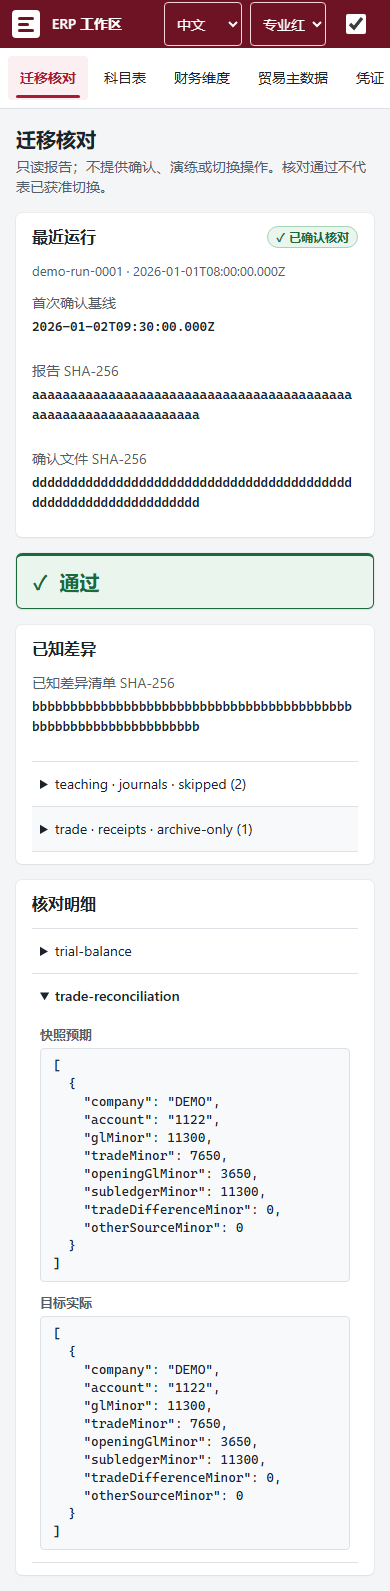 ERP 工作区
中文
专业红
迁移核对
科目表
财务维度
贸易主数据
凭证
迁移核对
只读报告；不提供确认、演练或切换操作。核对通过不代
表已获准切换。
最近运行
✓ 已确认核对
demo-run-0001 · 2026-01-01T08:00:00.000Z
首次确认基线
2026-01-02T09:30:00.000Z
报告 SHA-256
aaaaaaaaaaaaaaaaaaaaaaaaaaaaaaaaaaaaaaaaaa
aaaaaaaaaaaaaaaaaaaaaa
确认文件 SHA-256
dddddddddddddddddddddddddddddddddddddddddd
dddddddddddddddddddddd
✓ 通过
已知差异
已知差异清单 SHA-256
bbbbbbbbbbbbbbbbbbbbbbbbbbbbbbbbbbbbbbbbbb
bbbbbbbbbbbbbbbbbbbbbb
▶ teaching · journals · skipped (2)
▶ trade · receipts · archive-only (1)
核对明细
▶ trial-balance
▼ trade-reconciliation
快照预期
[
  {
    "company": "DEMO",
    "account": "1122",
    "glMinor": 11300,
    "tradeMinor": 7650,
    "openingGlMinor": 3650,
    "subledgerMinor": 11300,
    "tradeDifferenceMinor": 0,
    "otherSourceMinor": 0
  }
]
目标实际
[
  {
    "company": "DEMO",
    "account": "1122",
    "glMinor": 11300,
    "tradeMinor": 7650,
    "openingGlMinor": 3650,
    "subledgerMinor": 11300,
    "tradeDifferenceMinor": 0,
    "otherSourceMinor": 0
  }
]